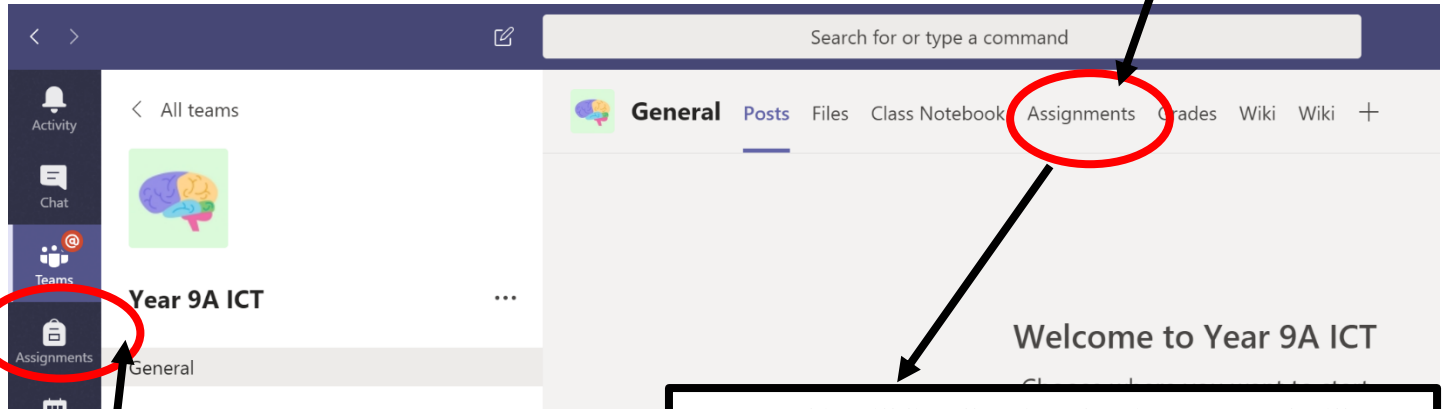 Search for or type a command
Activity
All teams
General Posts Files Class Notebook Assignments Grades Wiki Wiki
Chat
@
Teams
Year 9A ICT
Assignments
General
Welcome to Year 9A ICT